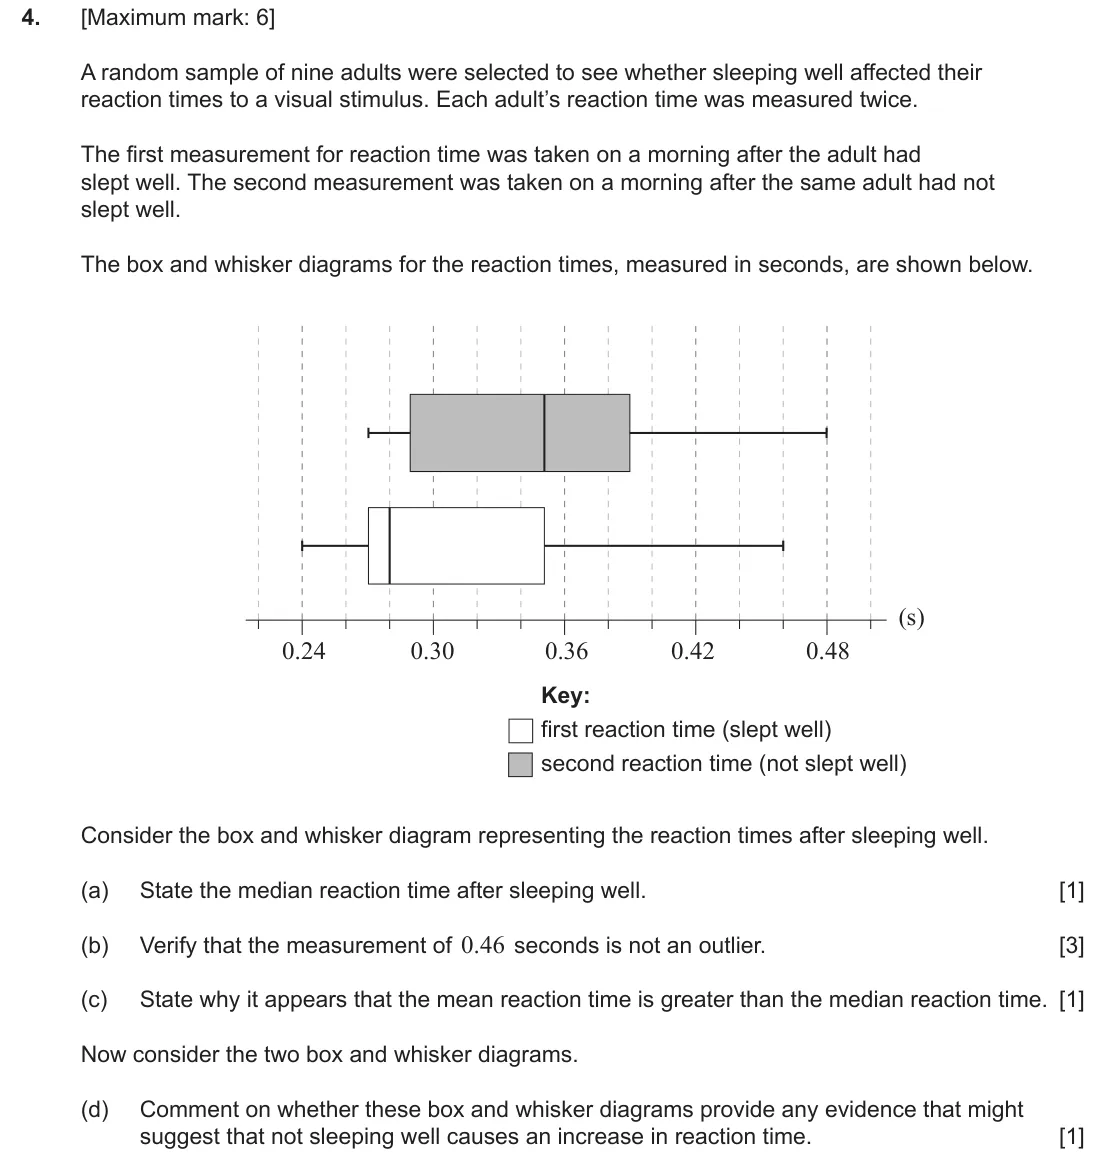 4. [Maximum mark: 6]
A random sample of nine adults were selected to see whether sleeping well affected their
reaction times to a visual stimulus. Each adult's reaction time was measured twice.
The first measurement for reaction time was taken on a morning after the adult had
slept well. The second measurement was taken on a morning after the same adult had not
slept well.
The box and whisker diagrams for the reaction times, measured in seconds, are shown below.
(s)
0.24 0.30 0.36 0.42 0.48
Key:
first reaction time (slept well)
second reaction time (not slept well)
Consider the box and whisker diagram representing the reaction times after sleeping well.
(a) State the median reaction time after sleeping well. [1]
(b) Verify that the measurement of 0.46 seconds is not an outlier. [3]
(c) State why it appears that the mean reaction time is greater than the median reaction time. [1]
Now consider the two box and whisker diagrams.
(d) Comment on whether these box and whisker diagrams provide any evidence that might
suggest that not sleeping well causes an increase in reaction time. [1]